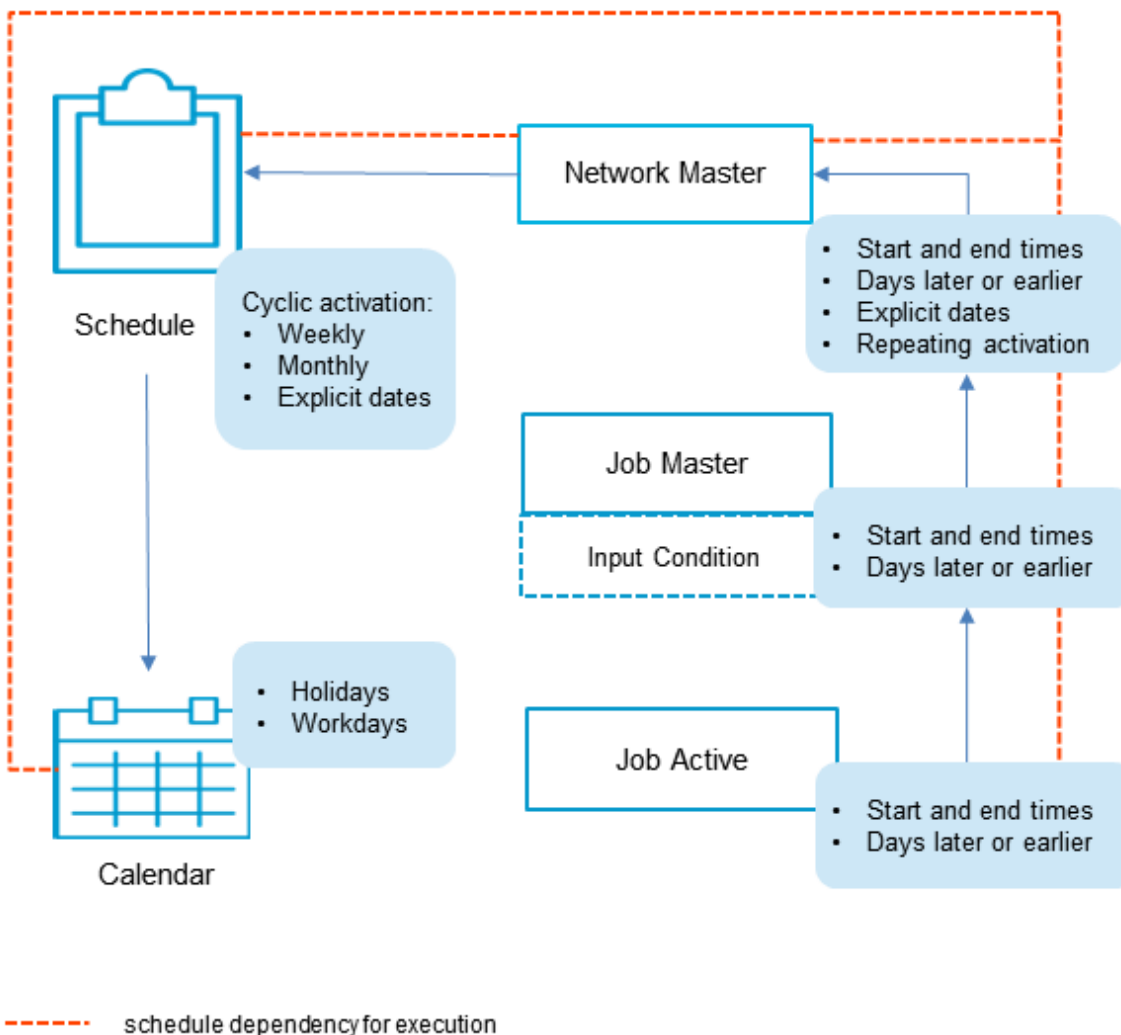 Network Master
• Start and end times
• Days later or earlier
• Explicit dates
• Repeating activation
Schedule
Cyclic activation:
• Weekly
• Monthly
• Explicit dates
Job Master
Input Condition
• Start and end times
• Days later or earlier
• Holidays
• Workdays
Job Active
• Start and end times
• Days later or earlier
Calendar
schedule dependency for execution